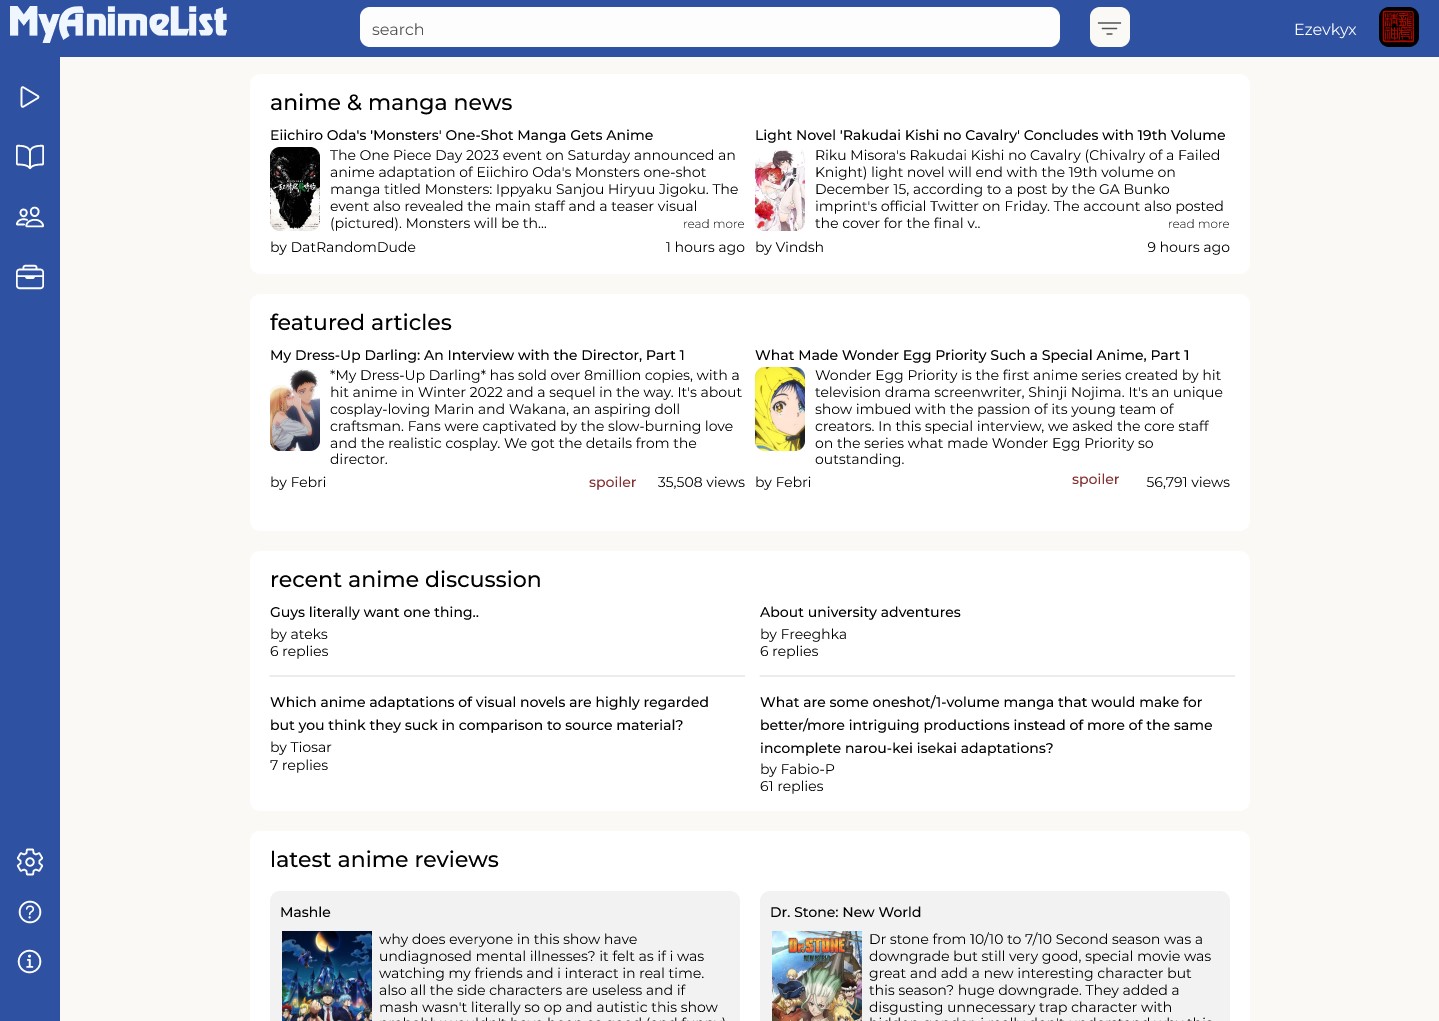 MyAnimeList
search
Ezevkyx
anime & manga news
Eiichiro Oda's 'Monsters' One-Shot Manga Gets Anime
The One Piece Day 2023 event on Saturday announced an
anime adaptation of Eiichiro Oda's Monsters one-shot
manga titled Monsters: Ippyaku Sanjou Hiryuu Jigoku. The
event also revealed the main staff and a teaser visual
(pictured). Monsters will be th...
read more
by DatRandomDude
1 hours ago
Light Novel 'Rakudai Kishi no Cavalry' Concludes with 19th Volume
Riku Misora's Rakudai Kishi no Cavalry (Chivalry of a Failed
Knight) light novel will end with the 19th volume on
December 15, according to a post by the GA Bunko
imprint's official Twitter on Friday. The account also posted
the cover for the final v..
read more
by Vindsh
9 hours ago
featured articles
My Dress-Up Darling: An Interview with the Director, Part 1
*My Dress-Up Darling* has sold over 8million copies, with a
hit anime in Winter 2022 and a sequel in the way. It's about
cosplay-loving Marin and Wakana, an aspiring doll
craftsman. Fans were captivated by the slow-burning love
and the realistic cosplay. We got the details from the
director.
by Febri
spoiler
35,508 views
What Made Wonder Egg Priority Such a Special Anime, Part 1
Wonder Egg Priority is the first anime series created by hit
television drama screenwriter, Shinji Nojima. It's an unique
show imbued with the passion of its young team of
creators. In this special interview, we asked the core staff
on the series what made Wonder Egg Priority so
outstanding.
by Febri
spoiler
56,791 views
recent anime discussion
Guys literally want one thing..
by ateks
6 replies
About university adventures
by Freeghka
6 replies
Which anime adaptations of visual novels are highly regarded
but you think they suck in comparison to source material?
by Tiosar
7 replies
What are some oneshot/1-volume manga that would make for
better/more intriguing productions instead of more of the same
incomplete narou-kei isekai adaptations?
by Fabio-P
61 replies
latest anime reviews
Mashle
why does everyone in this show have
undiagnosed mental illnesses? it felt as if i was
watching my friends and i interact in real time.
also all the side characters are useless and if
mash wasn't literally so op and autistic this show
Dr. Stone: New World
Dr. STONE
Dr stone from 10/10 to 7/10 Second season was a
downgrade but still very good, special movie was
great and add a new interesting character but
this season? huge downgrade. They added a
disgusting unnecessary trap character with